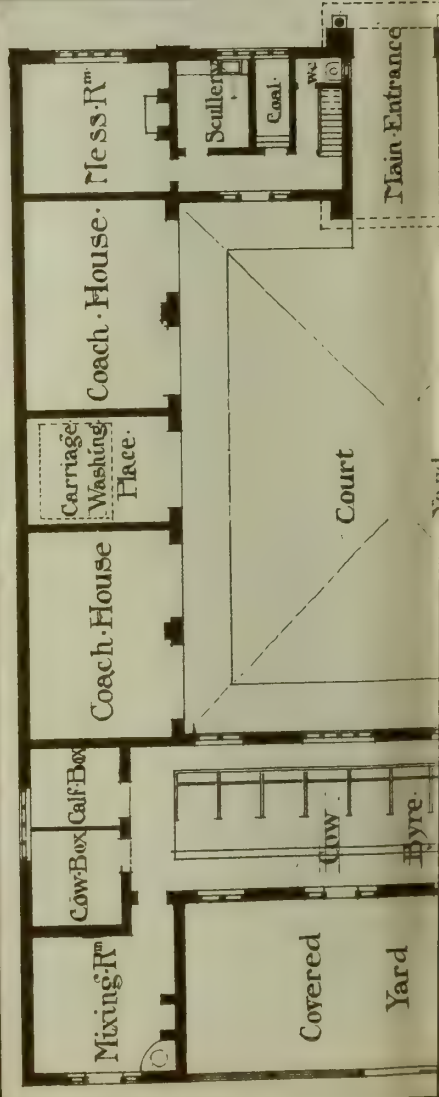 Mixing·Rm
Cow·Box
Calf·Box
Coach·House
Carriage
Washing
Place·
Coach·House·
Mess·Rm
Scullery
Coal·
WC
Main·Entrance
Court
Cow
Byre·
Covered
Yard